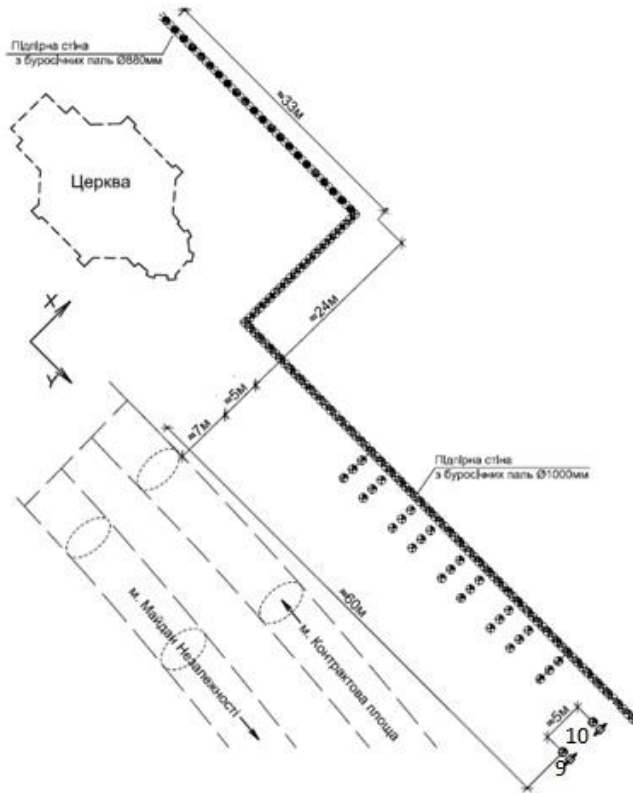 Підпірна стіна
з буросічних паль Ø880мм
≈33м
Церква
X
Y
≈24м
≈5м
≈7м
Підпірна стіна
з буросічних паль Ø1000мм
≈60м
м. Майдан Незалежності
м. Контрактова площа
≈5м
10
9